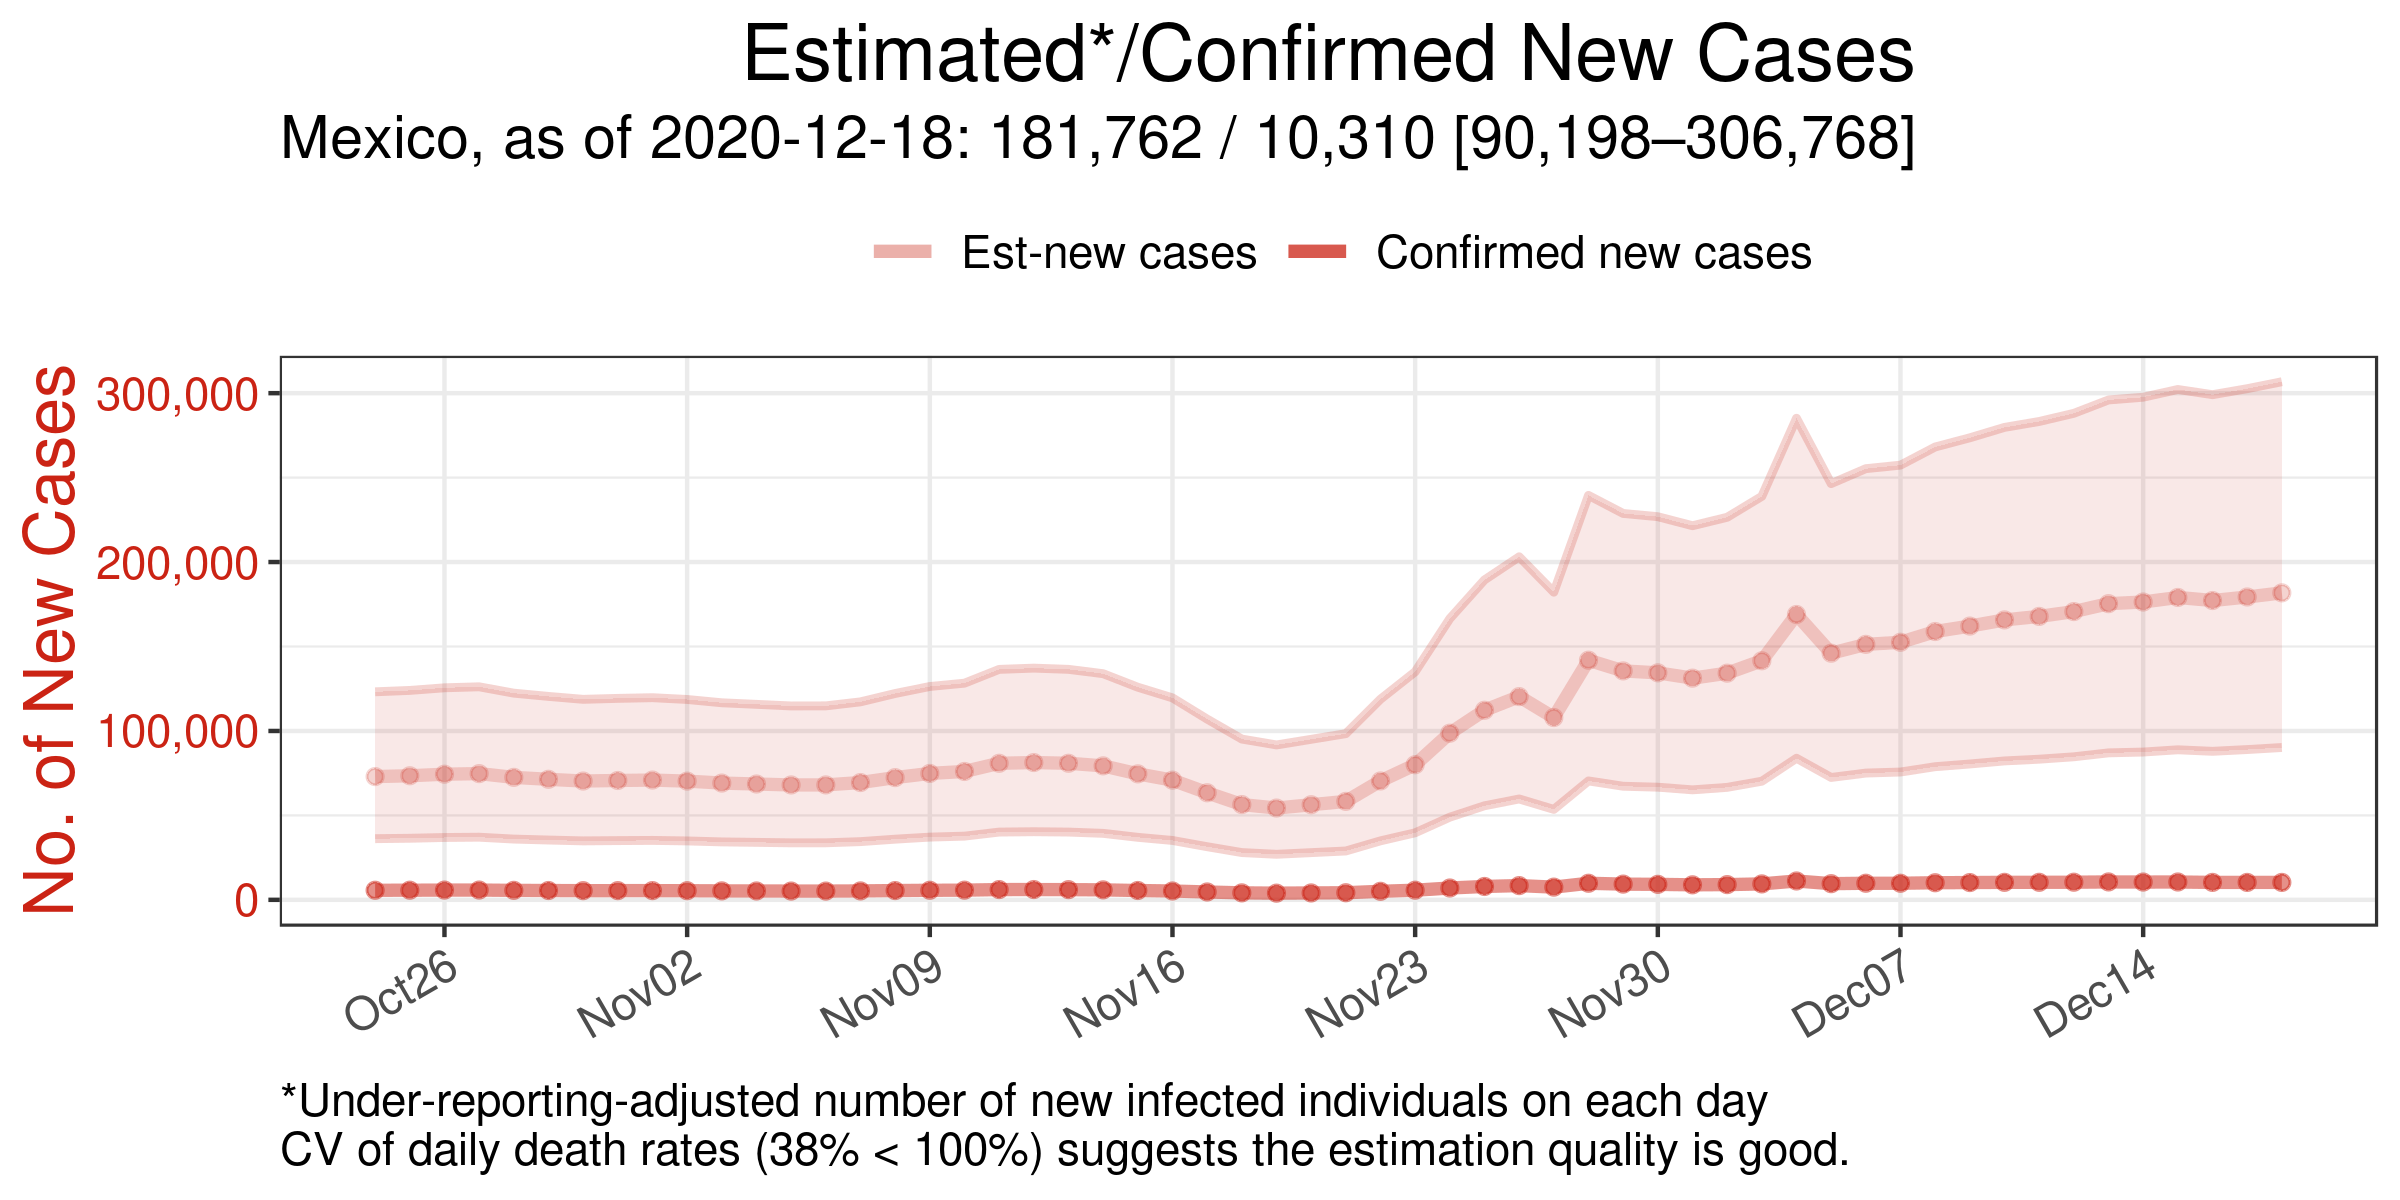 Estimated*/Confirmed New Cases
Mexico, as of 2020-12-18: 181,762 / 10,310 [90,198–306,768]
Est-new cases
Confirmed new cases
No. of New Cases
300,000
200,000
100,000
0
Oct26
Nov02
Nov09
Nov16
Nov23
Nov30
Dec07
Dec14
*Under-reporting-adjusted number of new infected individuals on each day
CV of daily death rates (38% < 100%) suggests the estimation quality is good.